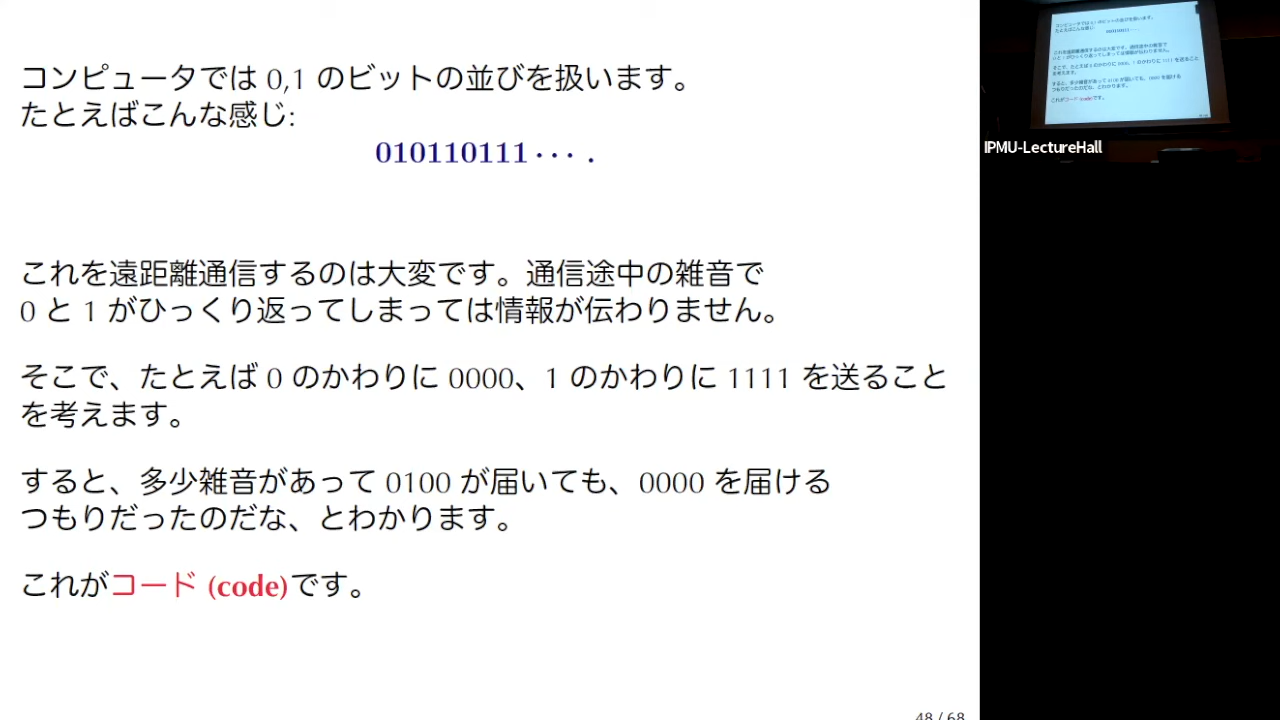 コンピュータでは 0,1 のビットの並びを扱います。
たとえばこんな感じ:
010110111⋯ .
これを遠距離通信するのは大変です。通信途中の雑音で
0 と 1 がひっくり返ってしまっては情報が伝わりません。
そこで、たとえば 0 のかわりに 0000、1 のかわりに 1111 を送ること
を考えます。
すると、多少雑音があって 0100 が届いても、0000 を届ける
つもりだったのだな、とわかります。
これがコード (code)です。
48 / 68
IPMU-LectureHall